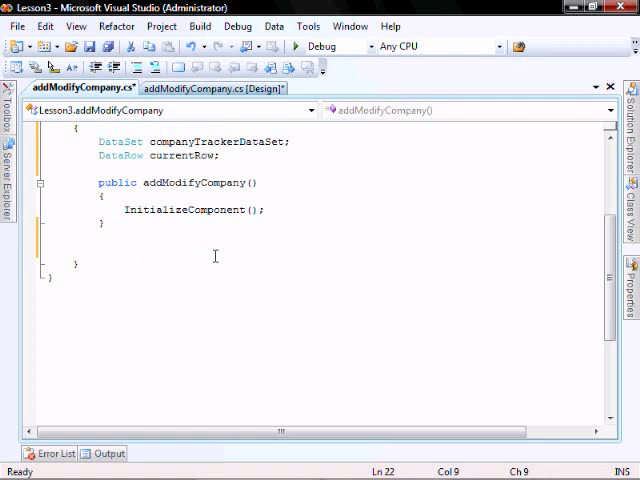 Lesson3 - Microsoft Visual Studio (Administrator)
File Edit View Refactor Project Build Debug Data Tools Window Help
Debug Any CPU
addModifyCompany.cs* addModifyCompany.cs [Design]*
Lesson3.addModifyCompany addModifyCompany()
{
DataSet companyTrackerDataSet;
DataRow currentRow;
public addModifyCompany()
{
InitializeComponent();
}
}
}
Toolbox
Server Explorer
Solution Explorer
Class View
Properties
Error List Output
Ready Ln 22 Col 9 Ch 9 INS